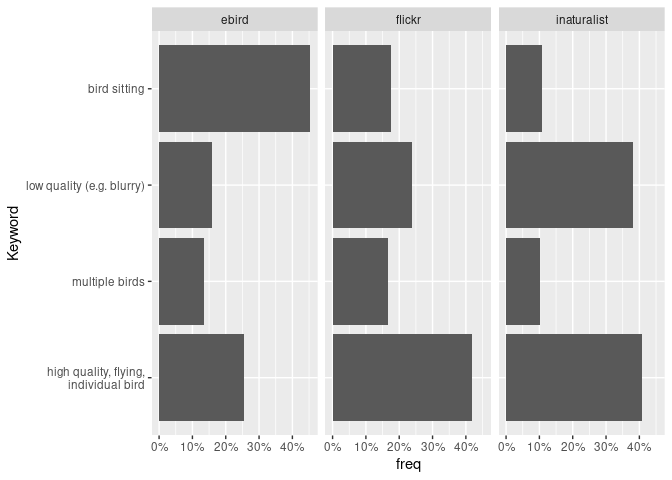 ebird
flickr
inaturalist
Keyword
bird sitting
low quality (e.g. blurry)
multiple birds
high quality, flying,
individual bird
0% 10% 20% 30% 40%
0% 10% 20% 30% 40%
0% 10% 20% 30% 40%
freq